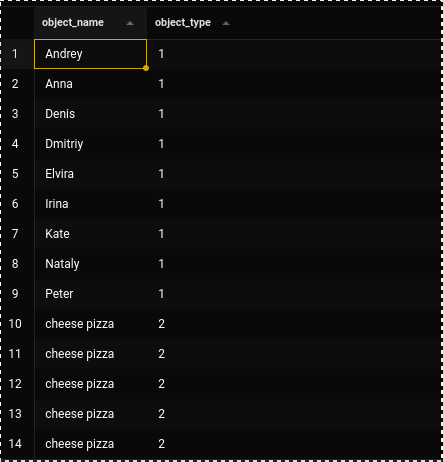 object_name object_type
1 Andrey 1
2 Anna 1
3 Denis 1
4 Dmitriy 1
5 Elvira 1
6 Irina 1
7 Kate 1
8 Nataly 1
9 Peter 1
10 cheese pizza 2
11 cheese pizza 2
12 cheese pizza 2
13 cheese pizza 2
14 cheese pizza 2